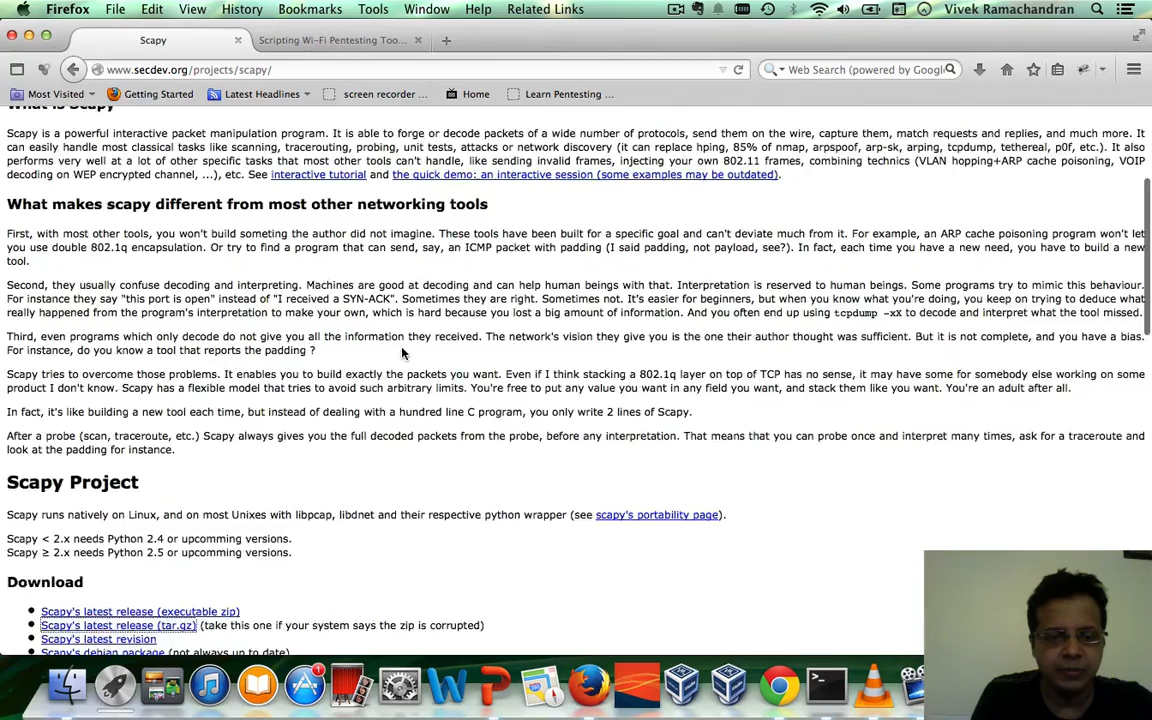 Firefox File Edit View History Bookmarks Tools Window Help Related Links Vivek Ramachandran
Scapy Scripting Wi-Fi Pentesting Too...
www.secdev.org/projects/scapy/ Web Search (powered by Googl
Most Visited Getting Started Latest Headlines screen recorder ... Home Learn Pentesting ...
What is Scapy
Scapy is a powerful interactive packet manipulation program. It is able to forge or decode packets of a wide number of protocols, send them on the wire, capture them, match requests and replies, and much more. It
can easily handle most classical tasks like scanning, tracerouting, probing, unit tests, attacks or network discovery (it can replace hping, 85% of nmap, arpspoof, arp-sk, arping, tcpdump, tethereal, p0f, etc.). It also
performs very well at a lot of other specific tasks that most other tools can't handle, like sending invalid frames, injecting your own 802.11 frames, combining technics (VLAN hopping+ARP cache poisoning, VOIP
decoding on WEP encrypted channel, ...), etc. See interactive tutorial and the quick demo: an interactive session (some examples may be outdated).
What makes scapy different from most other networking tools
First, with most other tools, you won't build someting the author did not imagine. These tools have been built for a specific goal and can't deviate much from it. For example, an ARP cache poisoning program won't let
you use double 802.1q encapsulation. Or try to find a program that can send, say, an ICMP packet with padding (I said padding, not payload, see?). In fact, each time you have a new need, you have to build a new
tool.
Second, they usually confuse decoding and interpreting. Machines are good at decoding and can help human beings with that. Interpretation is reserved to human beings. Some programs try to mimic this behaviour.
For instance they say "this port is open" instead of "I received a SYN-ACK". Sometimes they are right. Sometimes not. It's easier for beginners, but when you know what you're doing, you keep on trying to deduce what
really happened from the program's interpretation to make your own, which is hard because you lost a big amount of information. And you often end up using tcpdump -xX to decode and interpret what the tool missed.
Third, even programs which only decode do not give you all the information they received. The network's vision they give you is the one their author thought was sufficient. But it is not complete, and you have a bias.
For instance, do you know a tool that reports the padding ?
Scapy tries to overcome those problems. It enables you to build exactly the packets you want. Even if I think stacking a 802.1q layer on top of TCP has no sense, it may have some for somebody else working on some
product I don't know. Scapy has a flexible model that tries to avoid such arbitrary limits. You're free to put any value you want in any field you want, and stack them like you want. You're an adult after all.
In fact, it's like building a new tool each time, but instead of dealing with a hundred line C program, you only write 2 lines of Scapy.
After a probe (scan, traceroute, etc.) Scapy always gives you the full decoded packets from the probe, before any interpretation. That means that you can probe once and interpret many times, ask for a traceroute and
look at the padding for instance.
Scapy Project
Scapy runs natively on Linux, and on most Unixes with libpcap, libdnet and their respective python wrapper (see scapy's portability page).
Scapy < 2.x needs Python 2.4 or upcomming versions.
Scapy ≥ 2.x needs Python 2.5 or upcomming versions.
Download
Scapy's latest release (executable zip)
Scapy's latest release (tar.gz) (take this one if your system says the zip is corrupted)
Scapy's latest revision
Scapy's debian package (not always up to date)
1